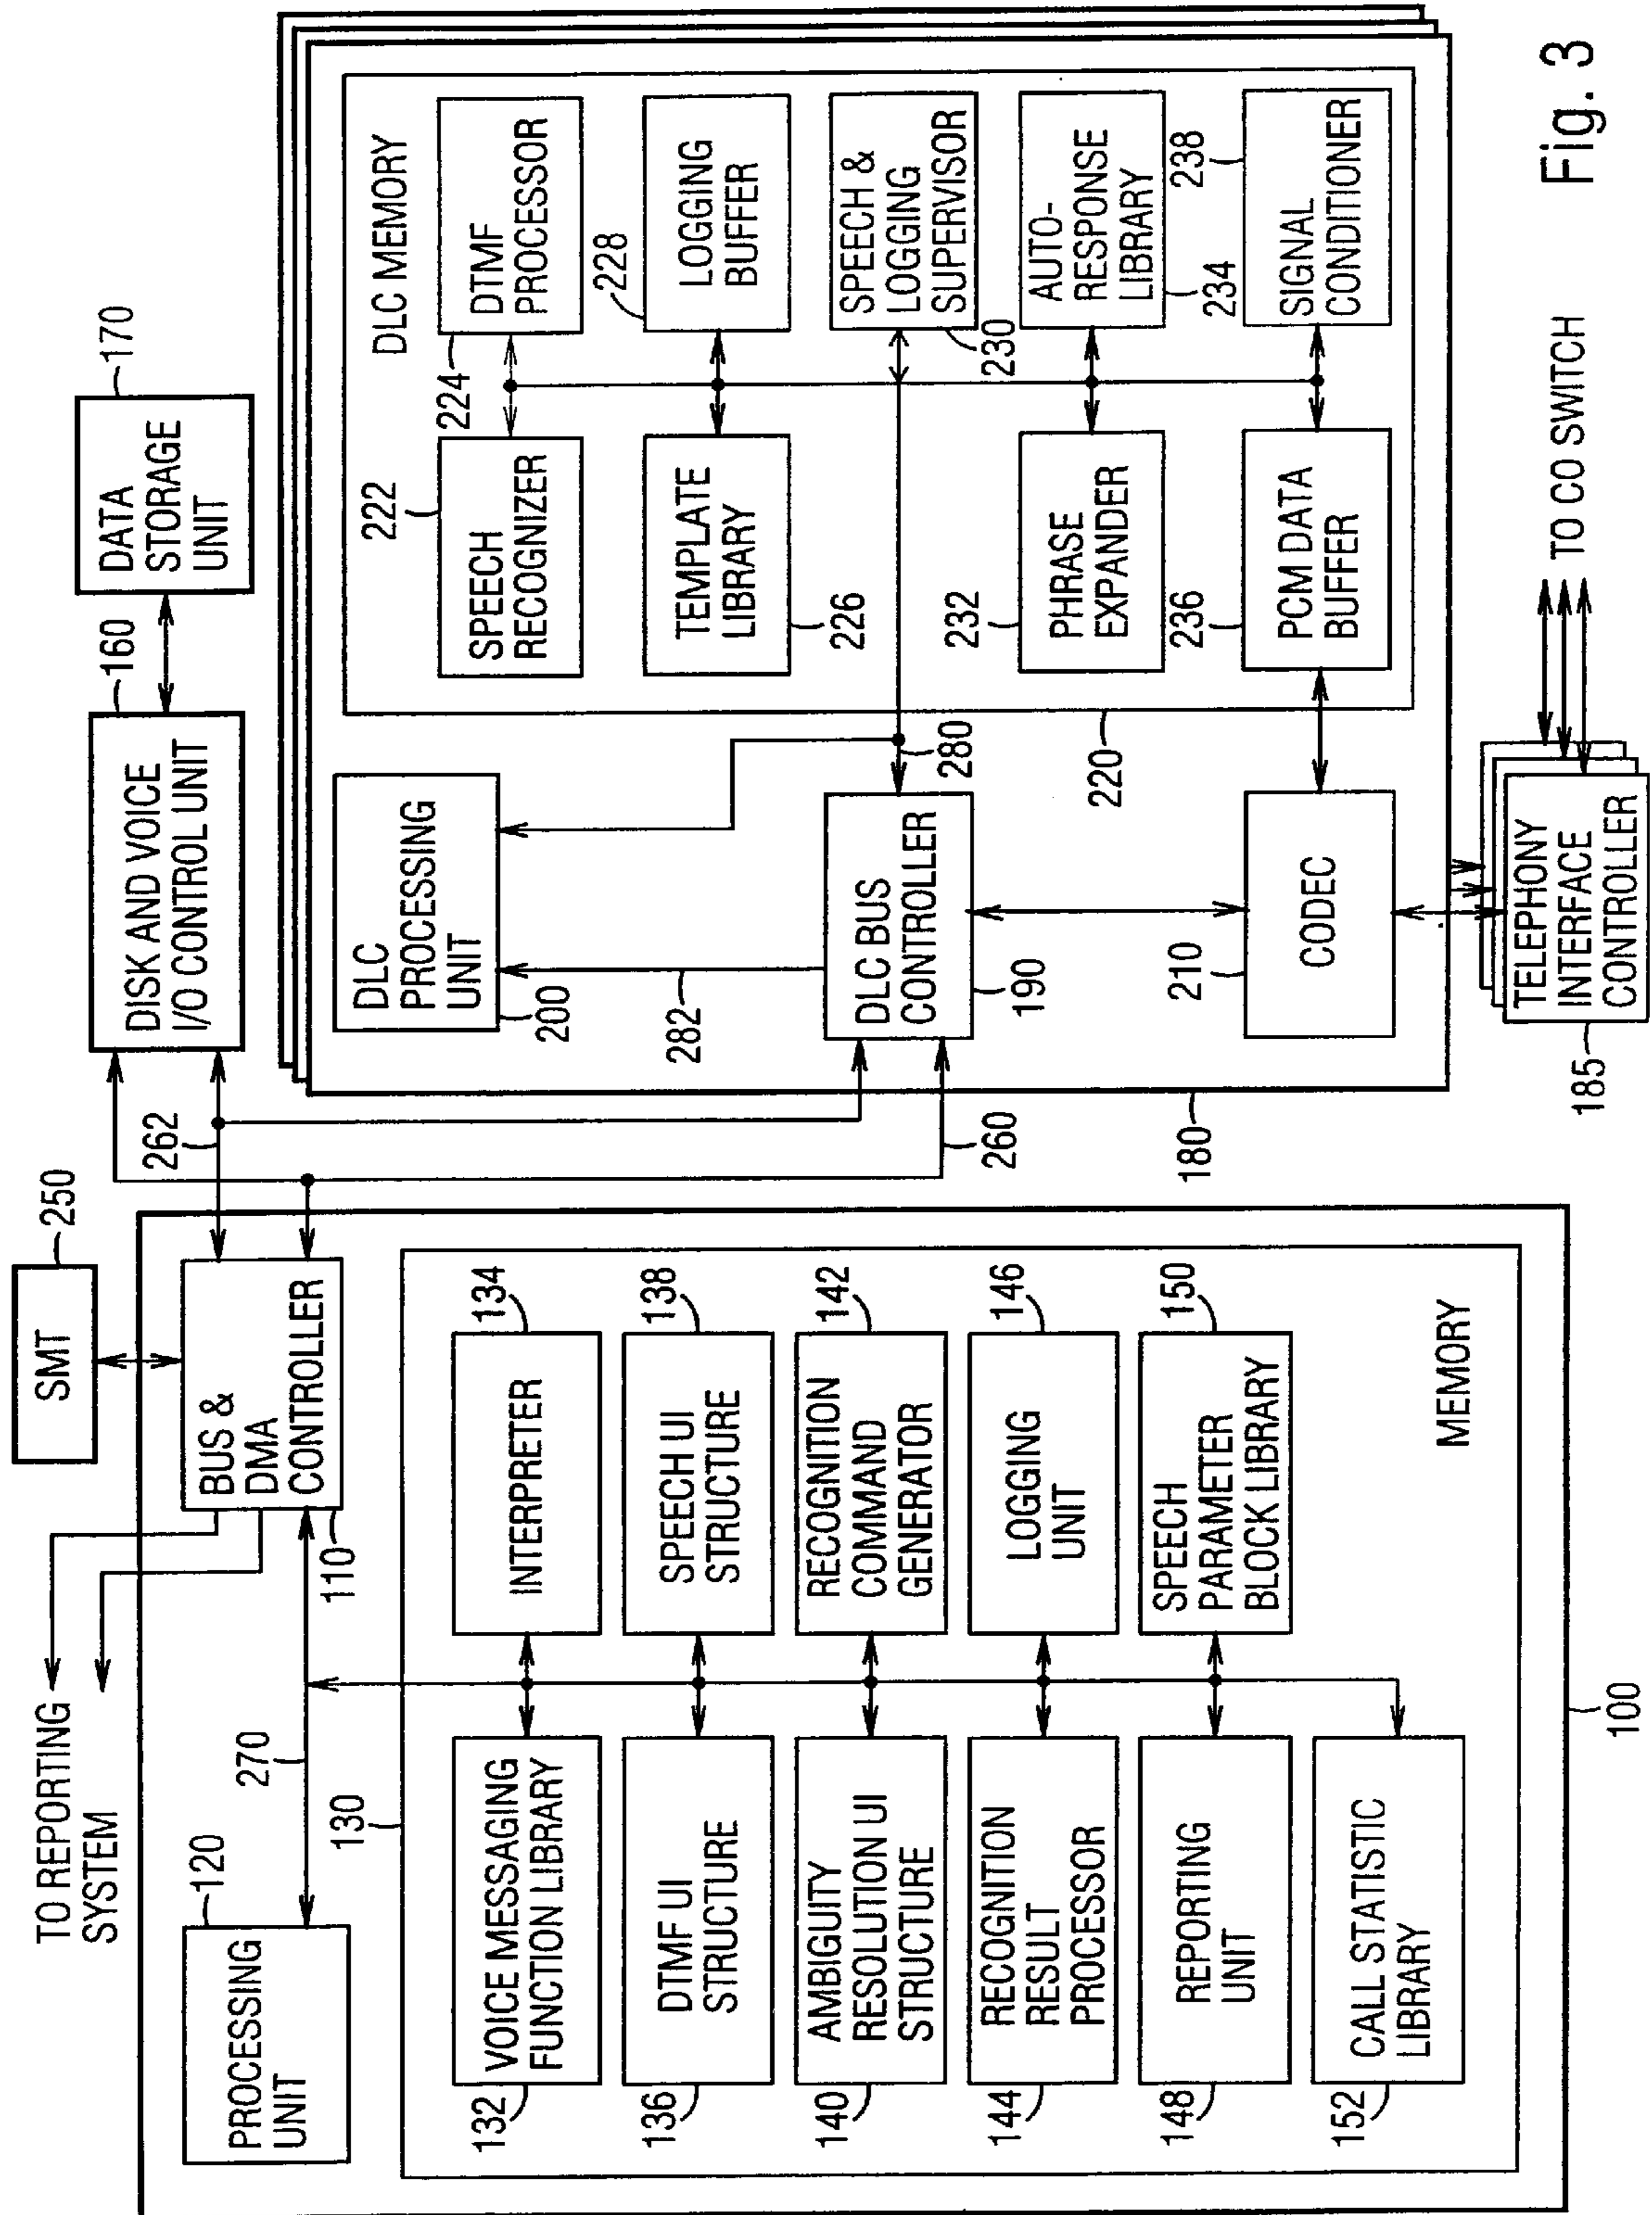 TO REPORTING
SYSTEM
120
PROCESSING
UNIT
270
110
BUS &
DMA
CONTROLLER
SMT
250
130
132
VOICE MESSAGING
FUNCTION LIBRARY
INTERPRETER
134
136
DTMF UI
STRUCTURE
SPEECH UI
STRUCTURE
138
140
AMBIGUITY
RESOLUTION UI
STRUCTURE
RECOGNITION
COMMAND
GENERATOR
142
144
RECOGNITION
RESULT
PROCESSOR
LOGGING
UNIT
146
148
REPORTING
UNIT
SPEECH
PARAMETER
BLOCK LIBRARY
150
152
CALL STATISTIC
LIBRARY
MEMORY
100
262
260
160
DISK AND VOICE
I/O CONTROL UNIT
170
DATA
STORAGE
UNIT
180
DLC
PROCESSING
UNIT
200
282
280
DLC BUS
CONTROLLER
190
210
CODEC
220
DLC MEMORY
222
SPEECH
RECOGNIZER
224
DTMF
PROCESSOR
TEMPLATE
LIBRARY
226
228
LOGGING
BUFFER
SPEECH &
LOGGING
SUPERVISOR
230
232
PHRASE
EXPANDER
AUTO-
RESPONSE
LIBRARY
234
236
PCM DATA
BUFFER
238
SIGNAL
CONDITIONER
185
TELEPHONY
INTERFACE
CONTROLLER
TO CO SWITCH
Fig. 3